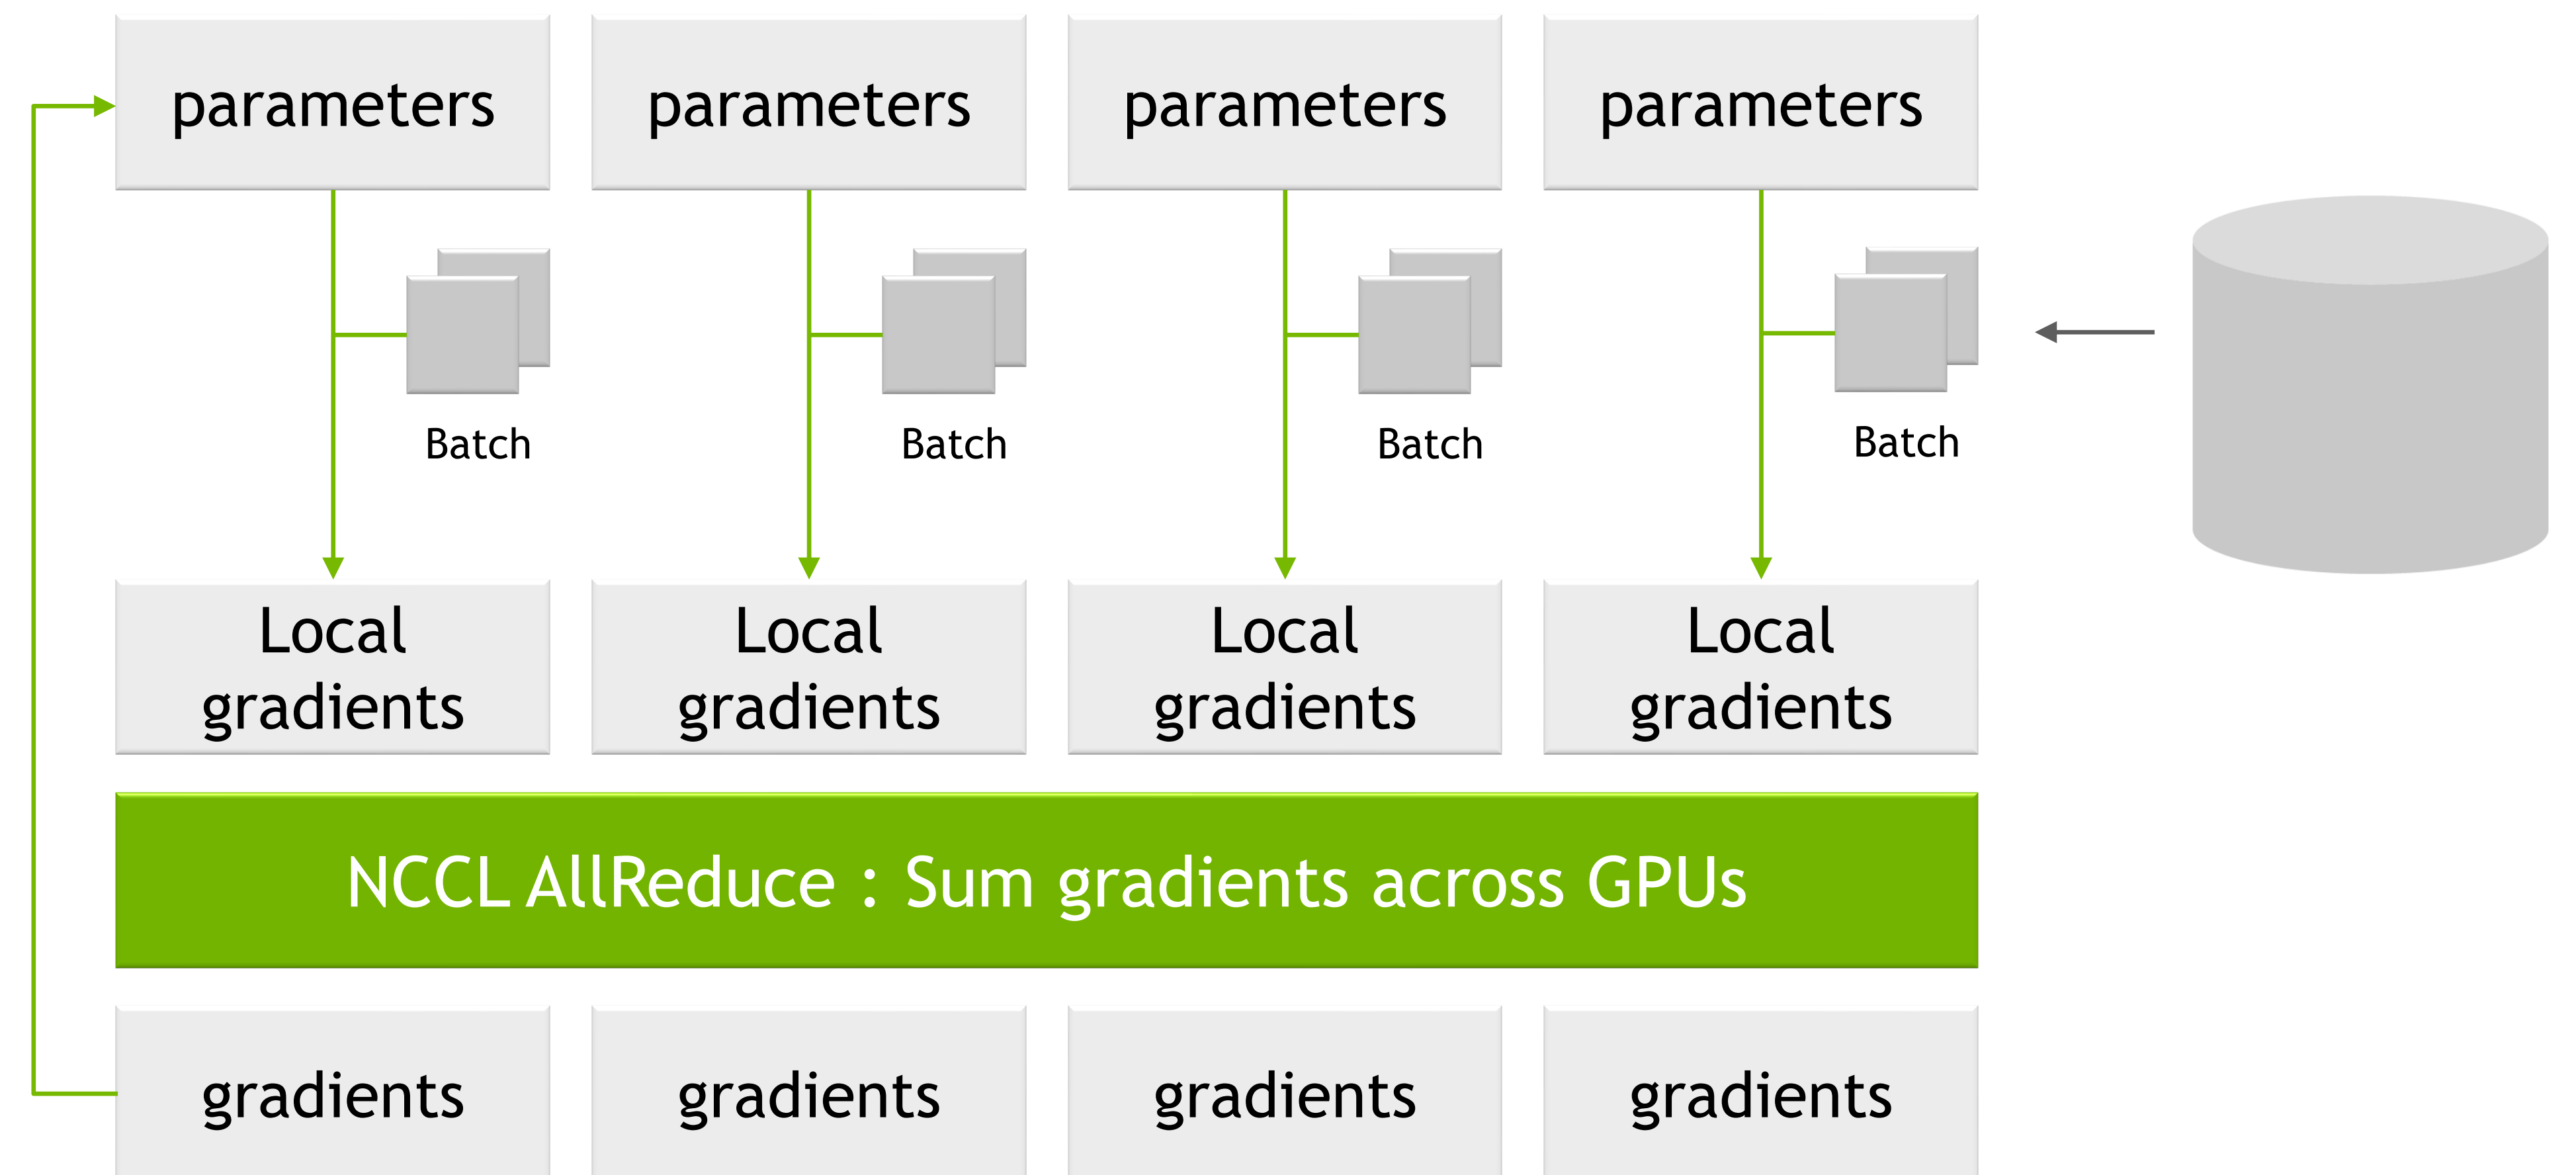 parameters
parameters
parameters
parameters
Batch
Batch
Batch
Batch
Local
gradients
Local
gradients
Local
gradients
Local
gradients
NCCL AllReduce : Sum gradients across GPUs
gradients
gradients
gradients
gradients